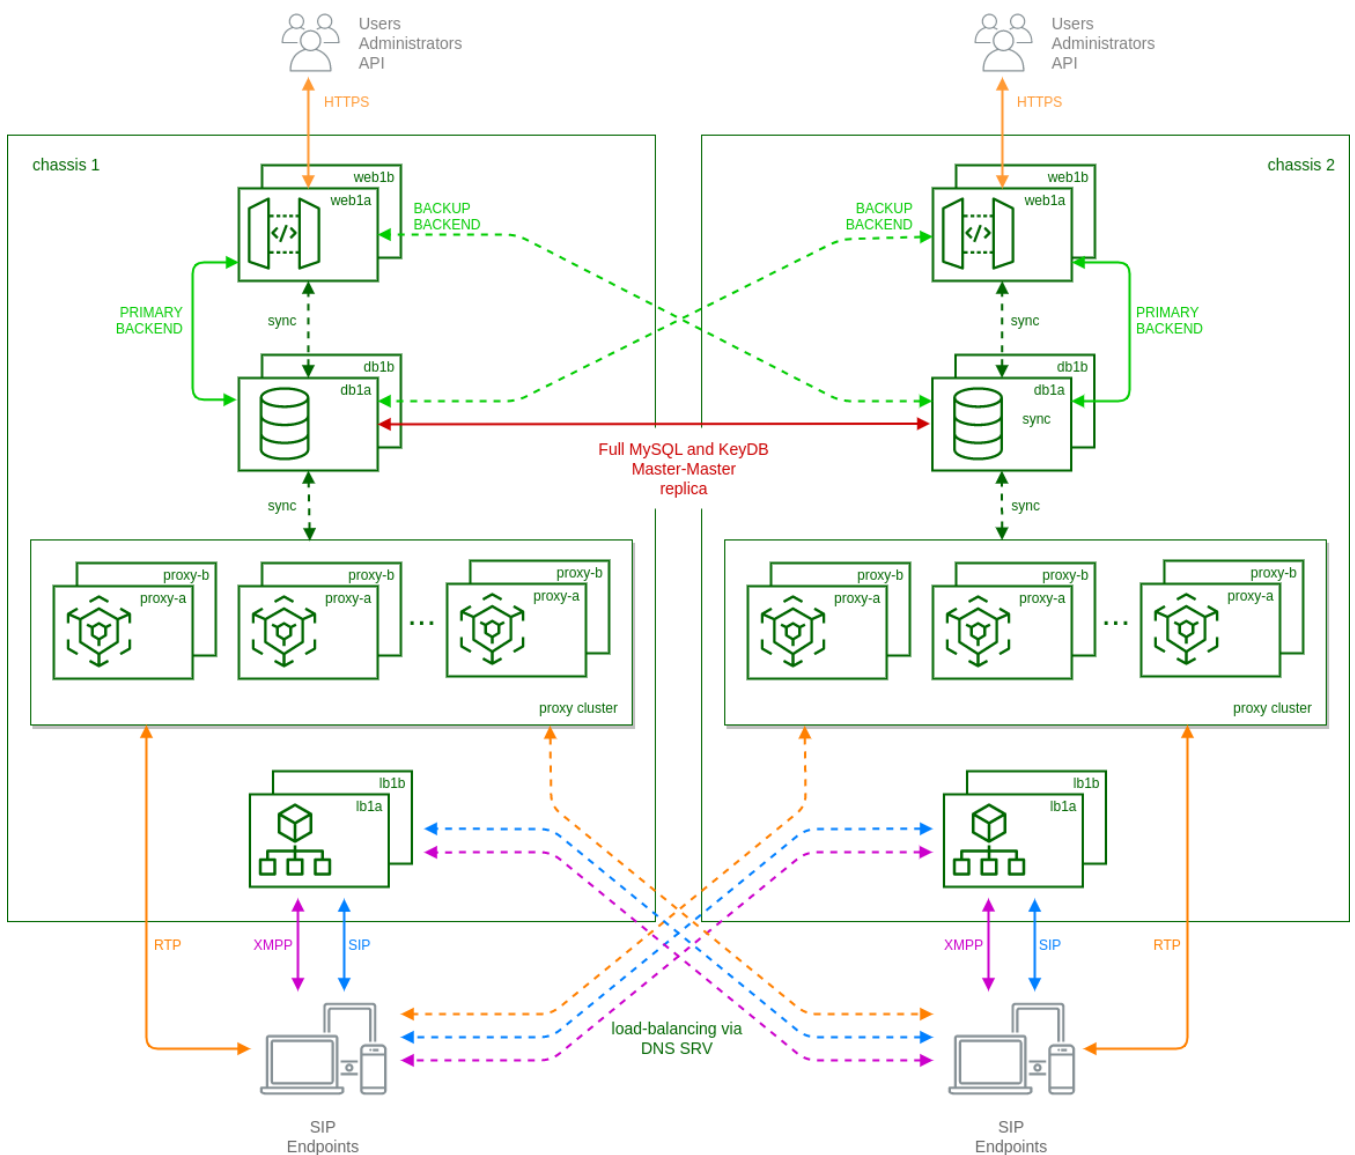 Users
Administrators
API
HTTPS
Users
Administrators
API
HTTPS
chassis 1
web1b
web1a
BACKUP
BACKEND
PRIMARY
BACKEND
sync
db1b
db1a
sync
chassis 2
web1b
web1a
BACKUP
BACKEND
PRIMARY
BACKEND
sync
db1b
db1a
sync
sync
Full MySQL and KeyDB
Master-Master
replica
proxy-b
proxy-a
proxy-b
proxy-a
...
proxy-b
proxy-a
proxy cluster
proxy-b
proxy-a
proxy-b
proxy-a
...
proxy-b
proxy-a
proxy cluster
lb1b
lb1a
lb1b
lb1a
RTP
XMPP
SIP
XMPP
SIP
RTP
load-balancing via
DNS SRV
SIP
Endpoints
SIP
Endpoints